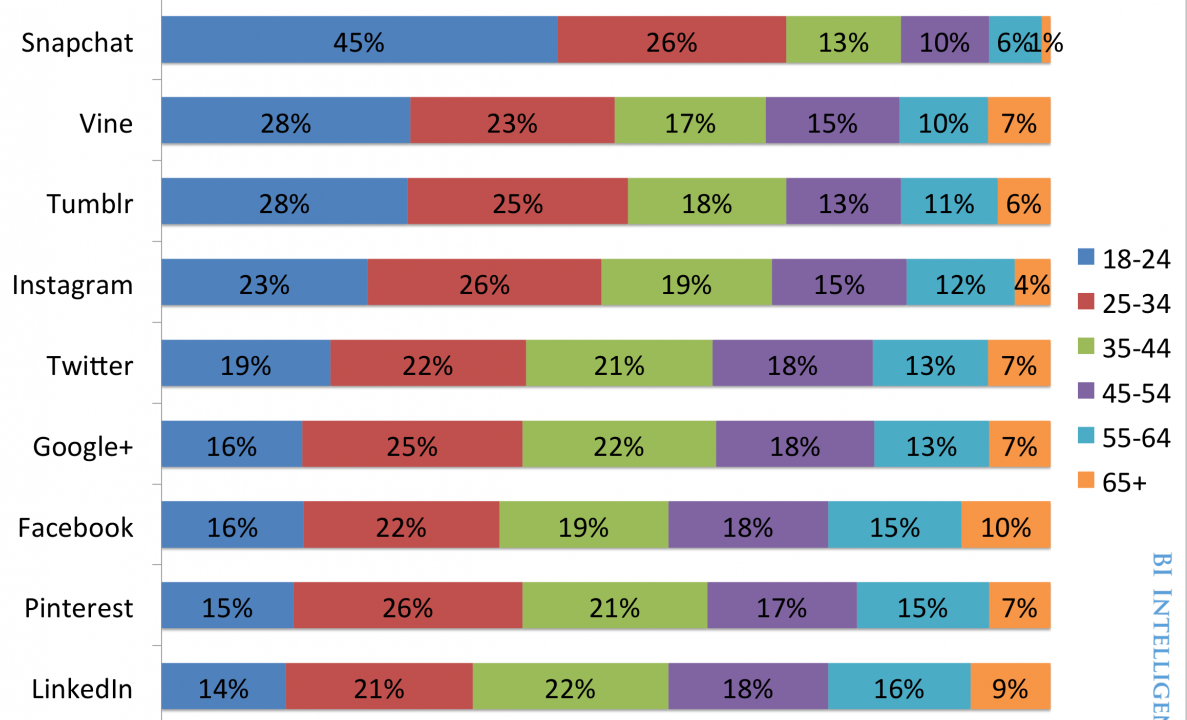 Snapchat 45% 26% 13% 10% 6% 1%
Vine 28% 23% 17% 15% 10% 7%
Tumblr 28% 25% 18% 13% 11% 6%
Instagram 23% 26% 19% 15% 12% 4%
Twitter 19% 22% 21% 18% 13% 7%
Google+ 16% 25% 22% 18% 13% 7%
Facebook 16% 22% 19% 18% 15% 10%
Pinterest 15% 26% 21% 17% 15% 7%
LinkedIn 14% 21% 22% 18% 16% 9%
18-24
25-34
35-44
45-54
55-64
65+
BI INTELLIGEN